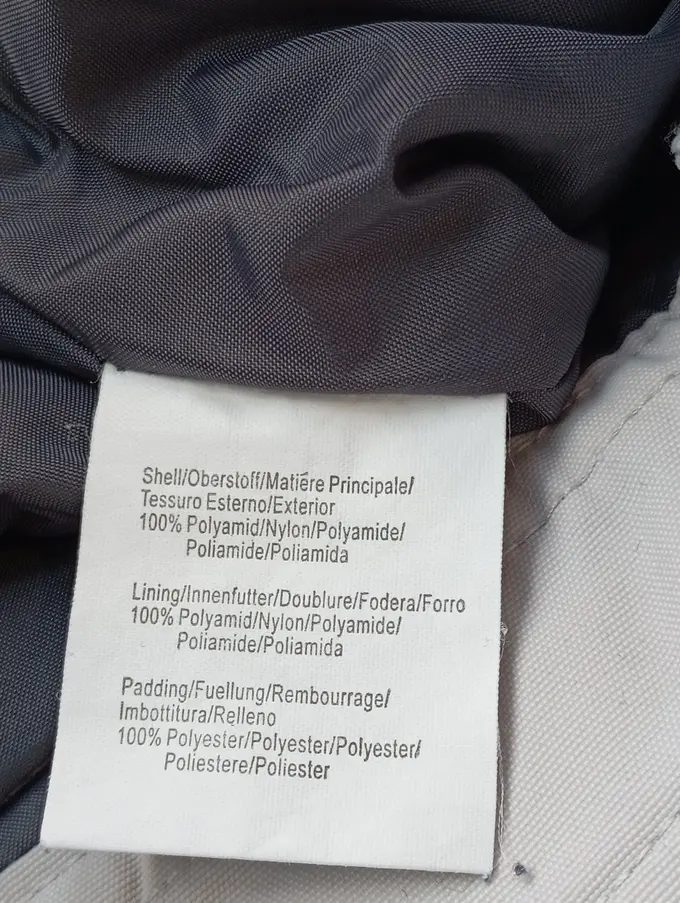 Shell/Oberstoff/Matiére Principale/
Tessuro Esterno/Exterior
100% Polyamid/Nylon/Polyamide/
Poliamide/Poliamida
Lining/Innenfutter/Doublure/Fodera/Forro
100% Polyamid/Nylon/Polyamide/
Poliamide/Poliamida
Padding/Fuellung/Rembourrage/
Imbottitura/Relleno
100% Polyester/Polyester/Polyester/
Poliestere/Poliester